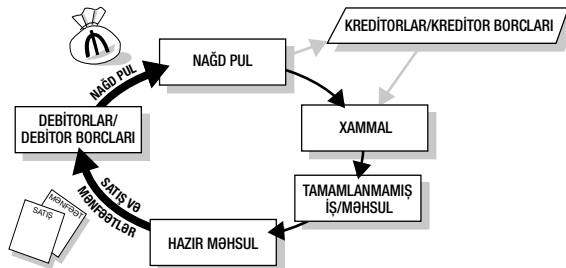 ₼
NAĞD PUL
KREDİTORLAR/KREDİTOR BORCLARI
NAĞD PUL
DEBİTORLAR/
DEBİTOR BORCLARI
XAMMAL
TAMAMLANMAMIŞ
İŞ/MƏHSUL
SATIŞ VƏ
MƏNFƏƏTLƏR
MƏNFƏƏT
SATIŞ
HAZIR MƏHSUL